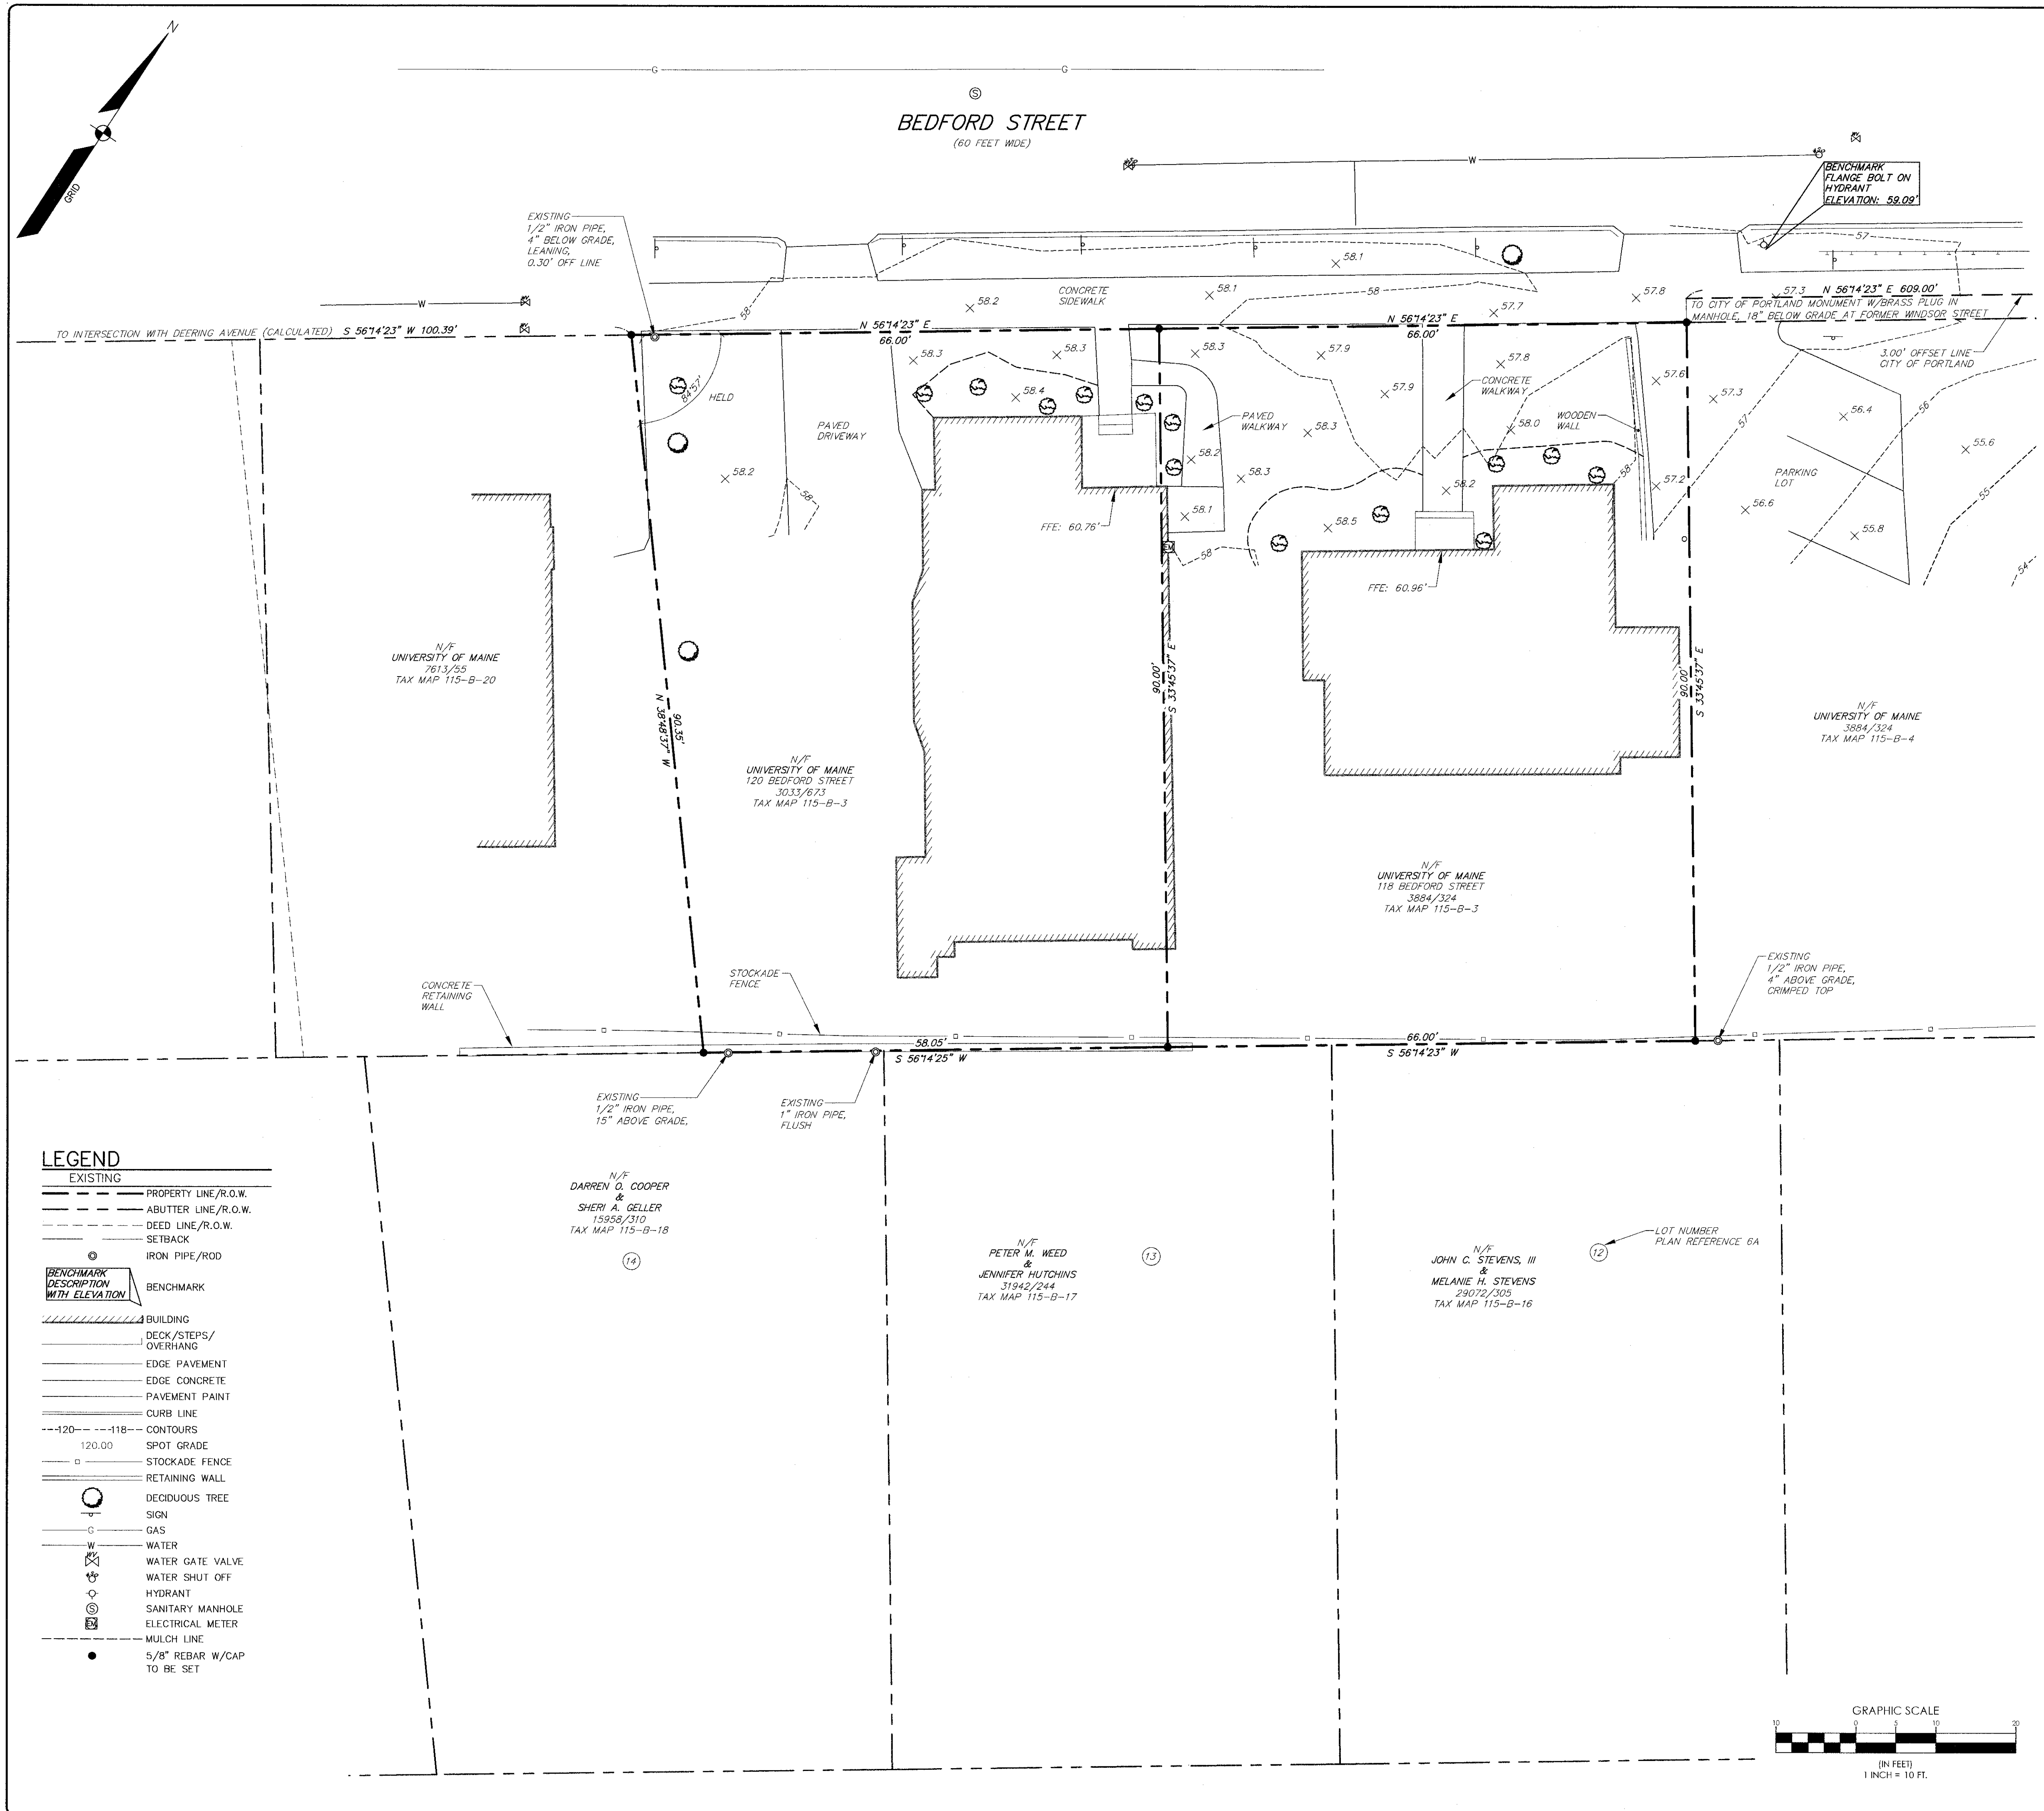 N
GRID
G
G
S
BEDFORD STREET
(60 FEET WIDE)
WV
W
BENCHMARK
FLANGE BOLT ON
HYDRANT
ELEVATION: 59.09'
EXISTING
1/2" IRON PIPE,
4" BELOW GRADE,
LEANING,
0.30' OFF LINE
57
58.1
W
WV
58
58.2
CONCRETE
SIDEWALK
58.1
58
57.7
57.8
57.3
N 56°14'23" E 609.00'
TO CITY OF PORTLAND MONUMENT W/BRASS PLUG IN
MANHOLE, 18" BELOW GRADE AT FORMER WINDSOR STREET
TO INTERSECTION WITH DEERING AVENUE (CALCULATED) S 56°14'23" W 100.39'
N 56°14'23" E
66.00'
N 56°14'23" E
66.00'
3.00' OFFSET LINE
CITY OF PORTLAND
84°57'
HELD
58.3
58.3
58.4
58.3
57.9
57.9
57.8
CONCRETE
WALKWAY
57.6
57.3
57
56.4
56
55.6
PAVED
DRIVEWAY
PAVED
WALKWAY
58.3
58.0
WOODEN
WALL
58.2
58
58.2
58.3
58.2
58
57.2
PARKING
LOT
55
FFE: 60.76'
58.1
58.5
56.6
55.8
EM
58
FFE: 60.96'
54
N/F
UNIVERSITY OF MAINE
7613/55
TAX MAP 115-B-20
90.35'
N 38°48'37" W
90.00'
S 33°45'37" E
90.00'
S 33°45'37" E
N/F
UNIVERSITY OF MAINE
3884/324
TAX MAP 115-B-4
N/F
UNIVERSITY OF MAINE
120 BEDFORD STREET
3033/673
TAX MAP 115-B-3
N/F
UNIVERSITY OF MAINE
118 BEDFORD STREET
3884/324
TAX MAP 115-B-3
CONCRETE
RETAINING
WALL
STOCKADE
FENCE
EXISTING
1/2" IRON PIPE,
4" ABOVE GRADE,
CRIMPED TOP
58.05'
S 56°14'25" W
66.00'
S 56°14'23" W
EXISTING
1/2" IRON PIPE,
15" ABOVE GRADE,
EXISTING
1" IRON PIPE,
FLUSH
N/F
DARREN O. COOPER
&
SHERI A. GELLER
15958/310
TAX MAP 115-B-18
14
N/F
PETER M. WEED
&
JENNIFER HUTCHINS
31942/244
TAX MAP 115-B-17
13
N/F
JOHN C. STEVENS, III
&
MELANIE H. STEVENS
29072/305
TAX MAP 115-B-16
12
LOT NUMBER
PLAN REFERENCE 6A
LEGEND
EXISTING
PROPERTY LINE/R.O.W.
ABUTTER LINE/R.O.W.
DEED LINE/R.O.W.
SETBACK
IRON PIPE/ROD
BENCHMARK
DESCRIPTION
WITH ELEVATION
BENCHMARK
BUILDING
DECK/STEPS/
OVERHANG
EDGE PAVEMENT
EDGE CONCRETE
PAVEMENT PAINT
CURB LINE
120 118 CONTOURS
120.00 SPOT GRADE
STOCKADE FENCE
RETAINING WALL
DECIDUOUS TREE
SIGN
G GAS
W WATER
WV WATER GATE VALVE
WATER SHUT OFF
HYDRANT
S SANITARY MANHOLE
EM ELECTRICAL METER
MULCH LINE
5/8" REBAR W/CAP
TO BE SET
GRAPHIC SCALE
10 0 5 10 20
(IN FEET)
1 INCH = 10 FT.